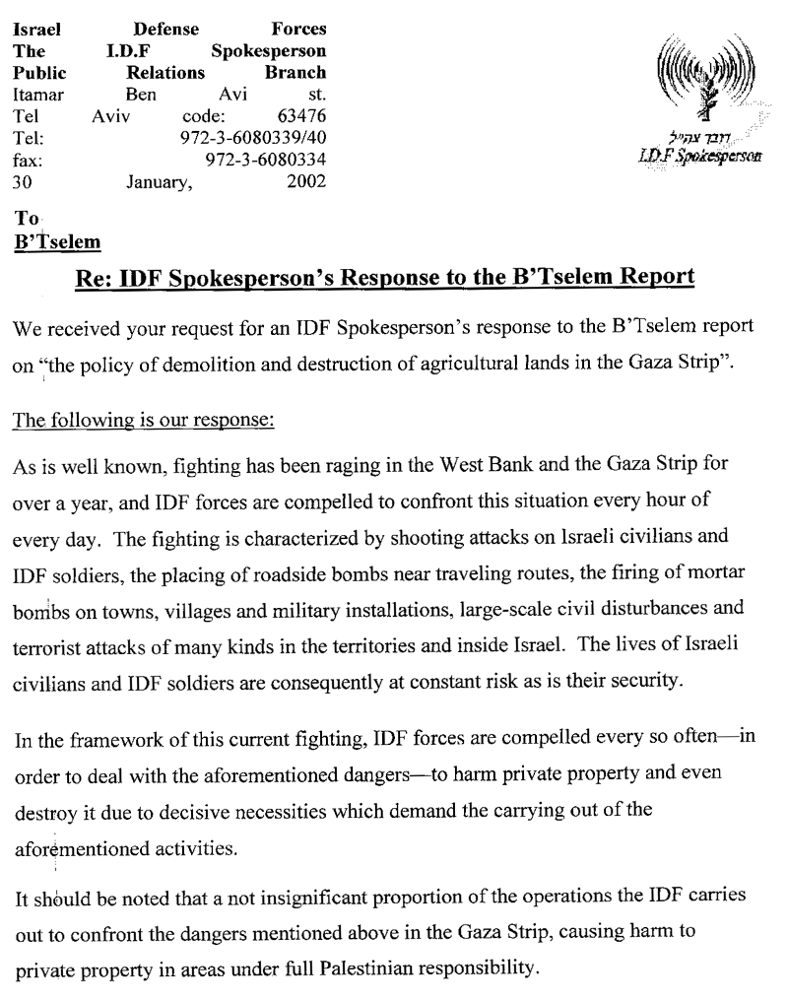 Israel Defense Forces
The I.D.F Spokesperson
Public Relations Branch
Itamar Ben Avi st.
Tel Aviv code: 63476
Tel: 972-3-6080339/40
fax: 972-3-6080334
30 January, 2002
דובר צה"ל
I.D.F Spokesperson
To
B'Tselem
Re: IDF Spokesperson's Response to the B'Tselem Report
We received your request for an IDF Spokesperson's response to the B'Tselem report
on “the policy of demolition and destruction of agricultural lands in the Gaza Strip”.
The following is our response:
As is well known, fighting has been raging in the West Bank and the Gaza Strip for
over a year, and IDF forces are compelled to confront this situation every hour of
every day. The fighting is characterized by shooting attacks on Israeli civilians and
IDF soldiers, the placing of roadside bombs near traveling routes, the firing of mortar
bombs on towns, villages and military installations, large-scale civil disturbances and
terrorist attacks of many kinds in the territories and inside Israel. The lives of Israeli
civilians and IDF soldiers are consequently at constant risk as is their security.
In the framework of this current fighting, IDF forces are compelled every so often—in
order to deal with the aforementioned dangers—to harm private property and even
destroy it due to decisive necessities which demand the carrying out of the
aforementioned activities.
It should be noted that a not insignificant proportion of the operations the IDF carries
out to confront the dangers mentioned above in the Gaza Strip, causing harm to
private property in areas under full Palestinian responsibility.